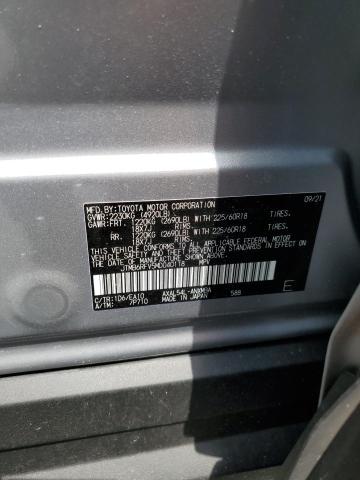 MFD.BY:TOYOTA MOTOR CORPORATION 09/21
GVWR: 2230KG (4920LB)
GAWR:FRT. 1220KG (2690LB) WITH 225/60R18
18X7J RIMS,
RR. 1220KG (2690LB) WITH 225/60R18
18X7J RIMS,
THIS VEHICLE CONFORMS TO ALL APPLICABLE FEDERAL MOTOR
VEHICLE SAFETY, BUMPER, AND THEFT PREVENTION STANDARDS
IN EFFECT ON THE DATE OF MANUFACTURE SHOWN ABOVE.
MPV
C/TR:1D6/EA10 AXAL54L-ANXMBA 588 E
A/TM: 7P710 MADE IN JAPAN